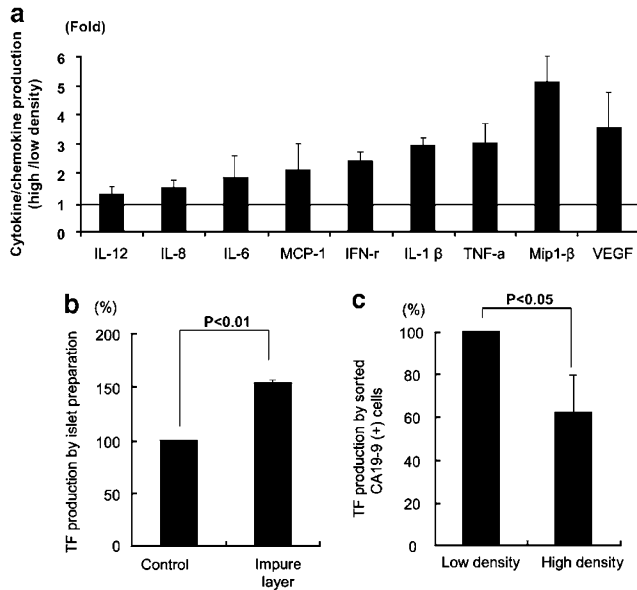 a
(Fold)
Cytokine/chemokine production
(high /low density)
6
5
4
3
2
1
0
IL-12 IL-8 IL-6 MCP-1 IFN-r IL-1 β TNF-a Mip1-β VEGF
b
(%)
P<0.01
TF production by islet preparation
200
150
100
50
0
Control
Impure
layer
c
(%)
P<0.05
TF production by sorted
CA19-9 (+) cells
100
80
60
40
20
0
Low density High density